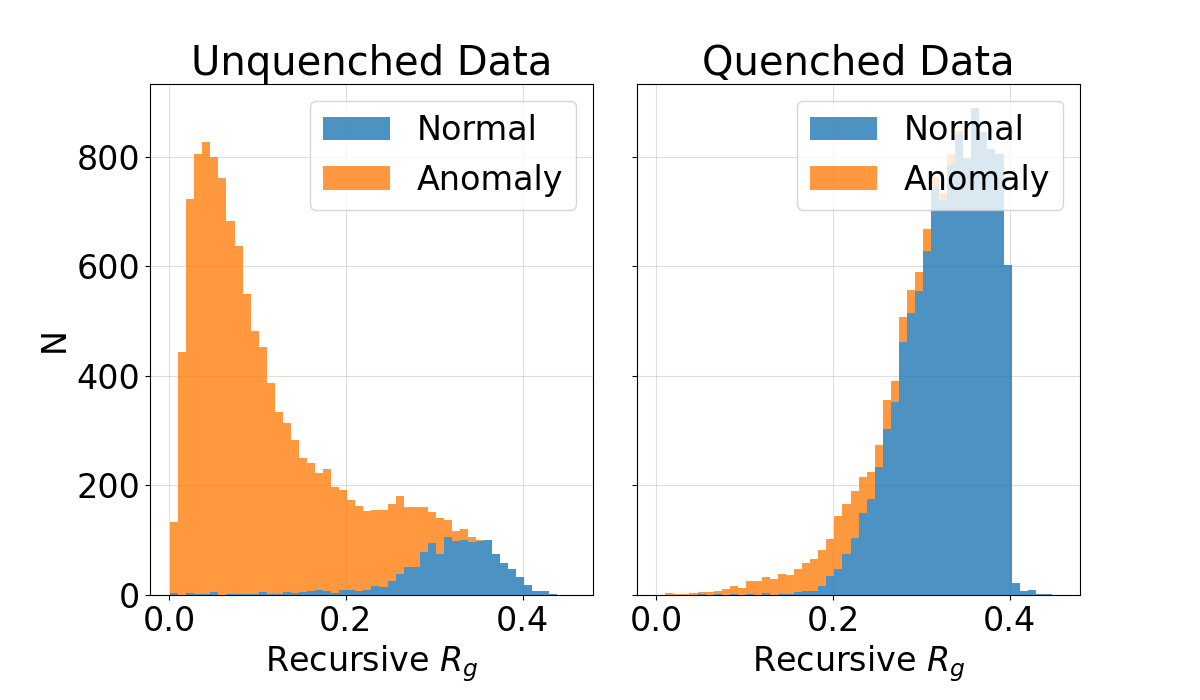 Unquenched Data
Quenched Data
Normal
Anomaly
Normal
Anomaly
N
800
600
400
200
0
0.0
0.2
0.4
0.0
0.2
0.4
Recursive $R_g$
Recursive $R_g$